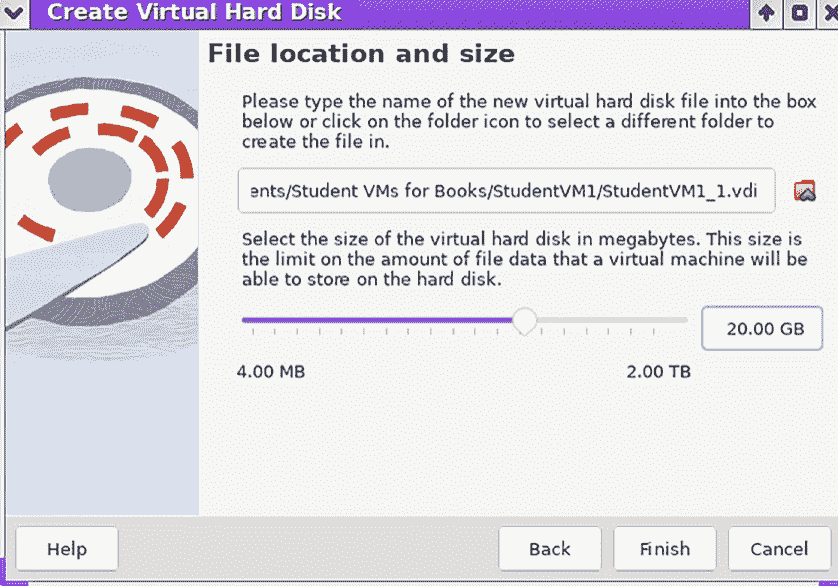 Create Virtual Hard Disk
File location and size
Please type the name of the new virtual hard disk file into the box
below or click on the folder icon to select a different folder to
create the file in.
ents/Student VMs for Books/StudentVM1/StudentVM1_1.vdi
Select the size of the virtual hard disk in megabytes. This size is
the limit on the amount of file data that a virtual machine will be
able to store on the hard disk.
20.00 GB
4.00 MB 2.00 TB
Help Back Finish Cancel